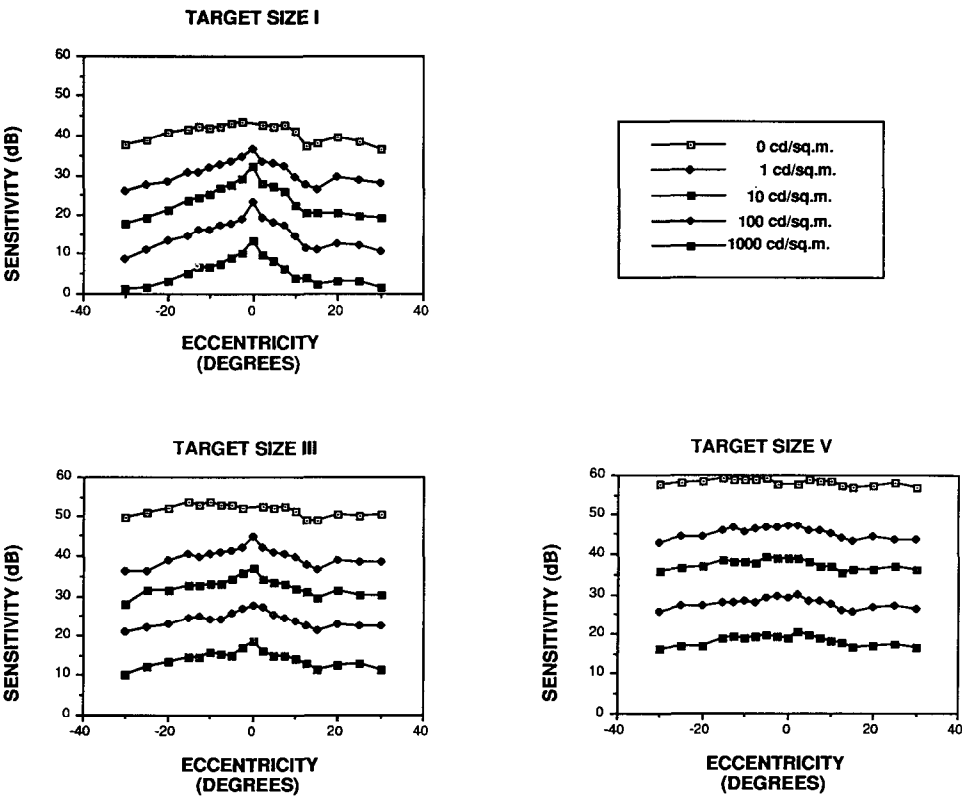 TARGET SIZE I
SENSITIVITY (dB)
60
50
40
30
20
10
0
-40
-20
0
20
40
ECCENTRICITY
(DEGREES)
0 cd/sq.m.
1 cd/sq.m.
10 cd/sq.m.
100 cd/sq.m.
1000 cd/sq.m.
TARGET SIZE III
SENSITIVITY (dB)
60
50
40
30
20
10
0
-40
-20
0
20
40
ECCENTRICITY
(DEGREES)
TARGET SIZE V
SENSITIVITY (dB)
60
50
40
30
20
10
0
-40
-20
0
20
40
ECCENTRICITY
(DEGREES)